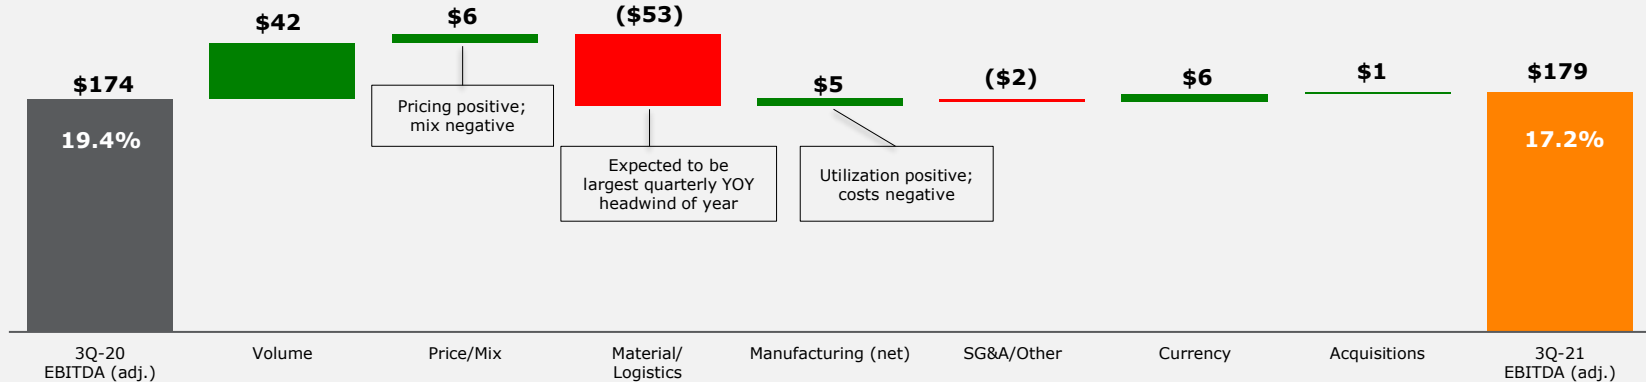 $174
$42
$6
($53)
$5
($2)
$6
$1
$179
19.4%
17.2%
Pricing positive;
mix negative
Expected to be
largest quarterly YOY
headwind of year
Utilization positive;
costs negative
3Q-20
EBITDA (adj.)
Volume
Price/Mix
Material/
Logistics
Manufacturing (net)
SG&A/Other
Currency
Acquisitions
3Q-21
EBITDA (adj.)